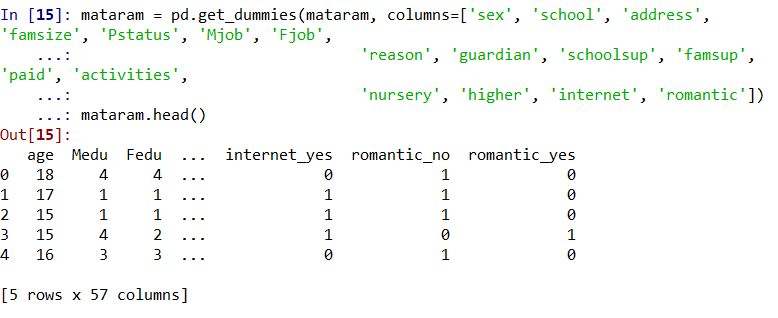 In [15]: mataram = pd.get_dummies(mataram, columns=['sex', 'school', 'address',
'famsize', 'Pstatus', 'Mjob', 'Fjob',
    ...:                               'reason', 'guardian', 'schoolsup', 'famsup',
'paid', 'activities',
    ...:                               'nursery', 'higher', 'internet', 'romantic'])
    ...: mataram.head()
Out[15]:
   age  Medu  Fedu  ...  internet_yes  romantic_no  romantic_yes
0   18     4     4  ...             0            1             0
1   17     1     1  ...             1            1             0
2   15     1     1  ...             1            1             0
3   15     4     2  ...             1            0             1
4   16     3     3  ...             0            1             0
[5 rows x 57 columns]